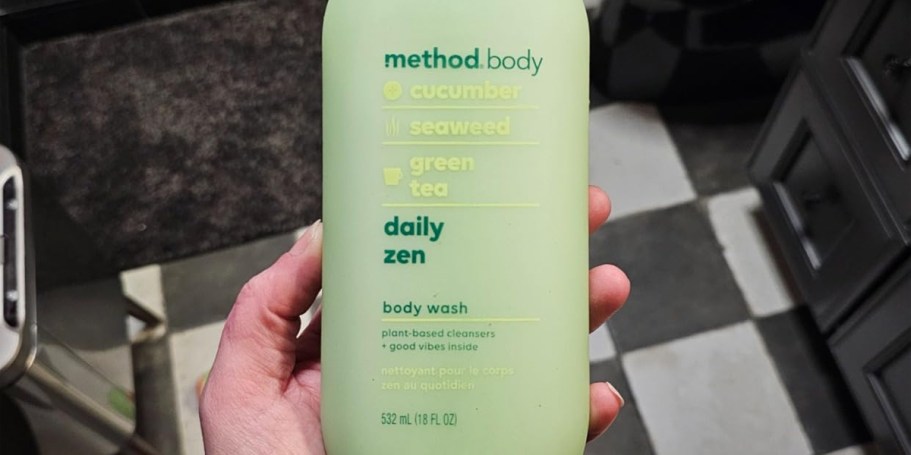 method body
cucumber
seaweed
green
tea
daily
zen
body wash
plant-based cleansers
+ good vibes inside
nettoyant pour le corps
zen au quotidien
532 mL (18 FL OZ)